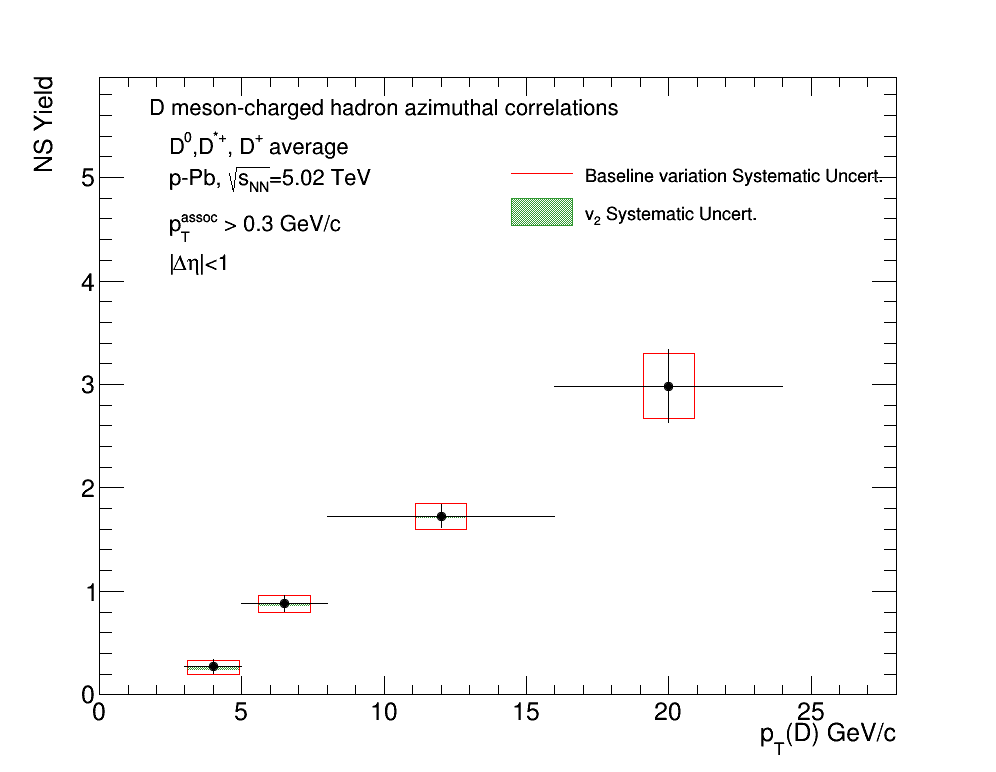 NS Yield
D meson-charged hadron azimuthal correlations
D⁰,D*⁺, D⁺ average
p-Pb, √s_NN=5.02 TeV
p_T^assoc > 0.3 GeV/c
|Δη|<1
Baseline variation Systematic Uncert.
v₂ Systematic Uncert.
5
4
3
2
1
0
0 5 10 15 20 25
p_T(D) GeV/c